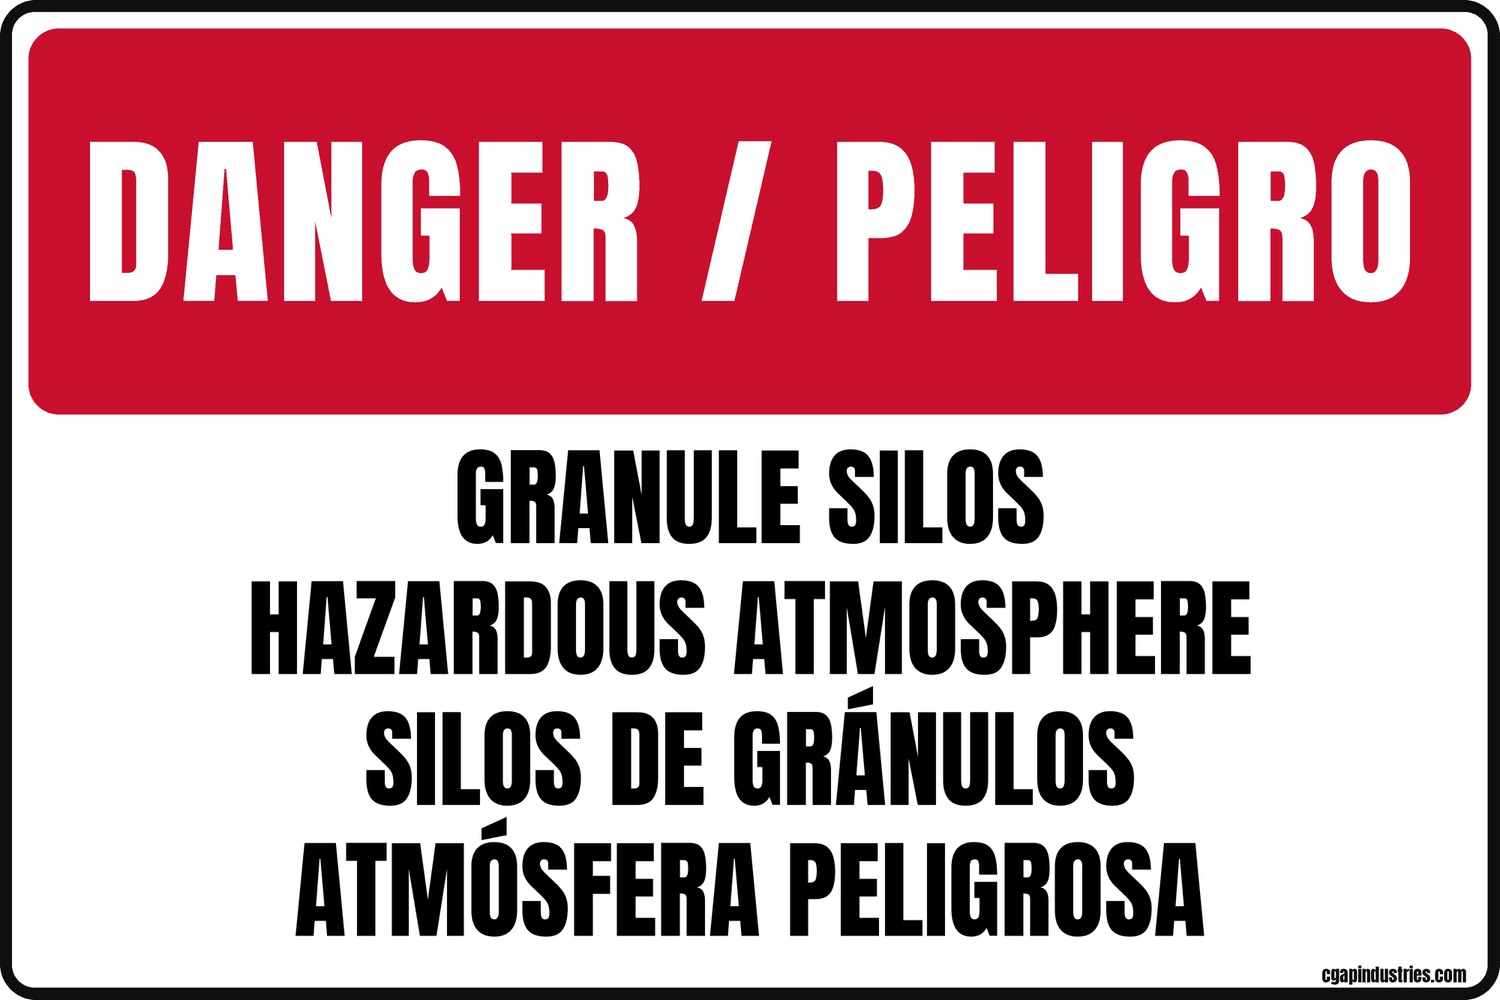 DANGER / PELIGRO
GRANULE SILOS
HAZARDOUS ATMOSPHERE
SILOS DE GRÁNULOS
ATMÓSFERA PELIGROSA
cgapindustries.com